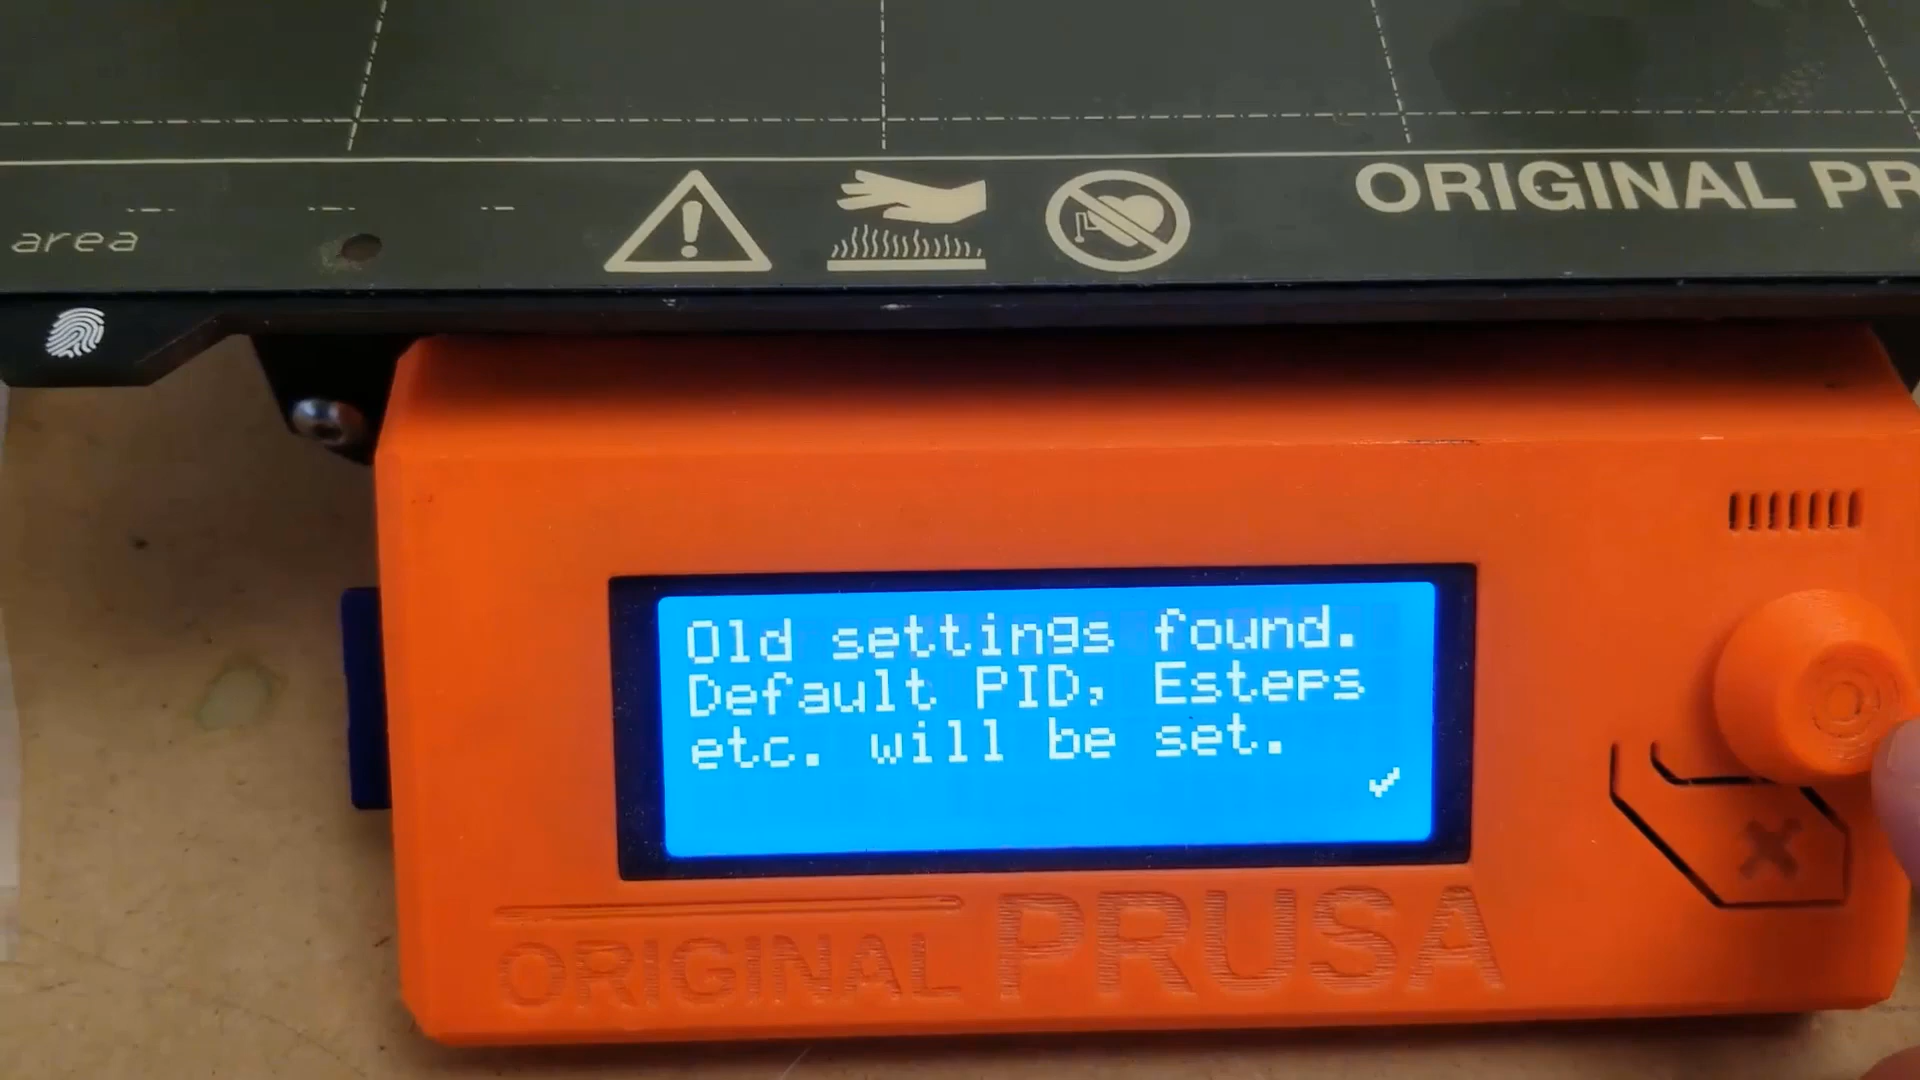 ORIGINAL PR
area
Old settings found.
Default PID, Esteps
etc. will be set.
ORIGINAL PRUSA